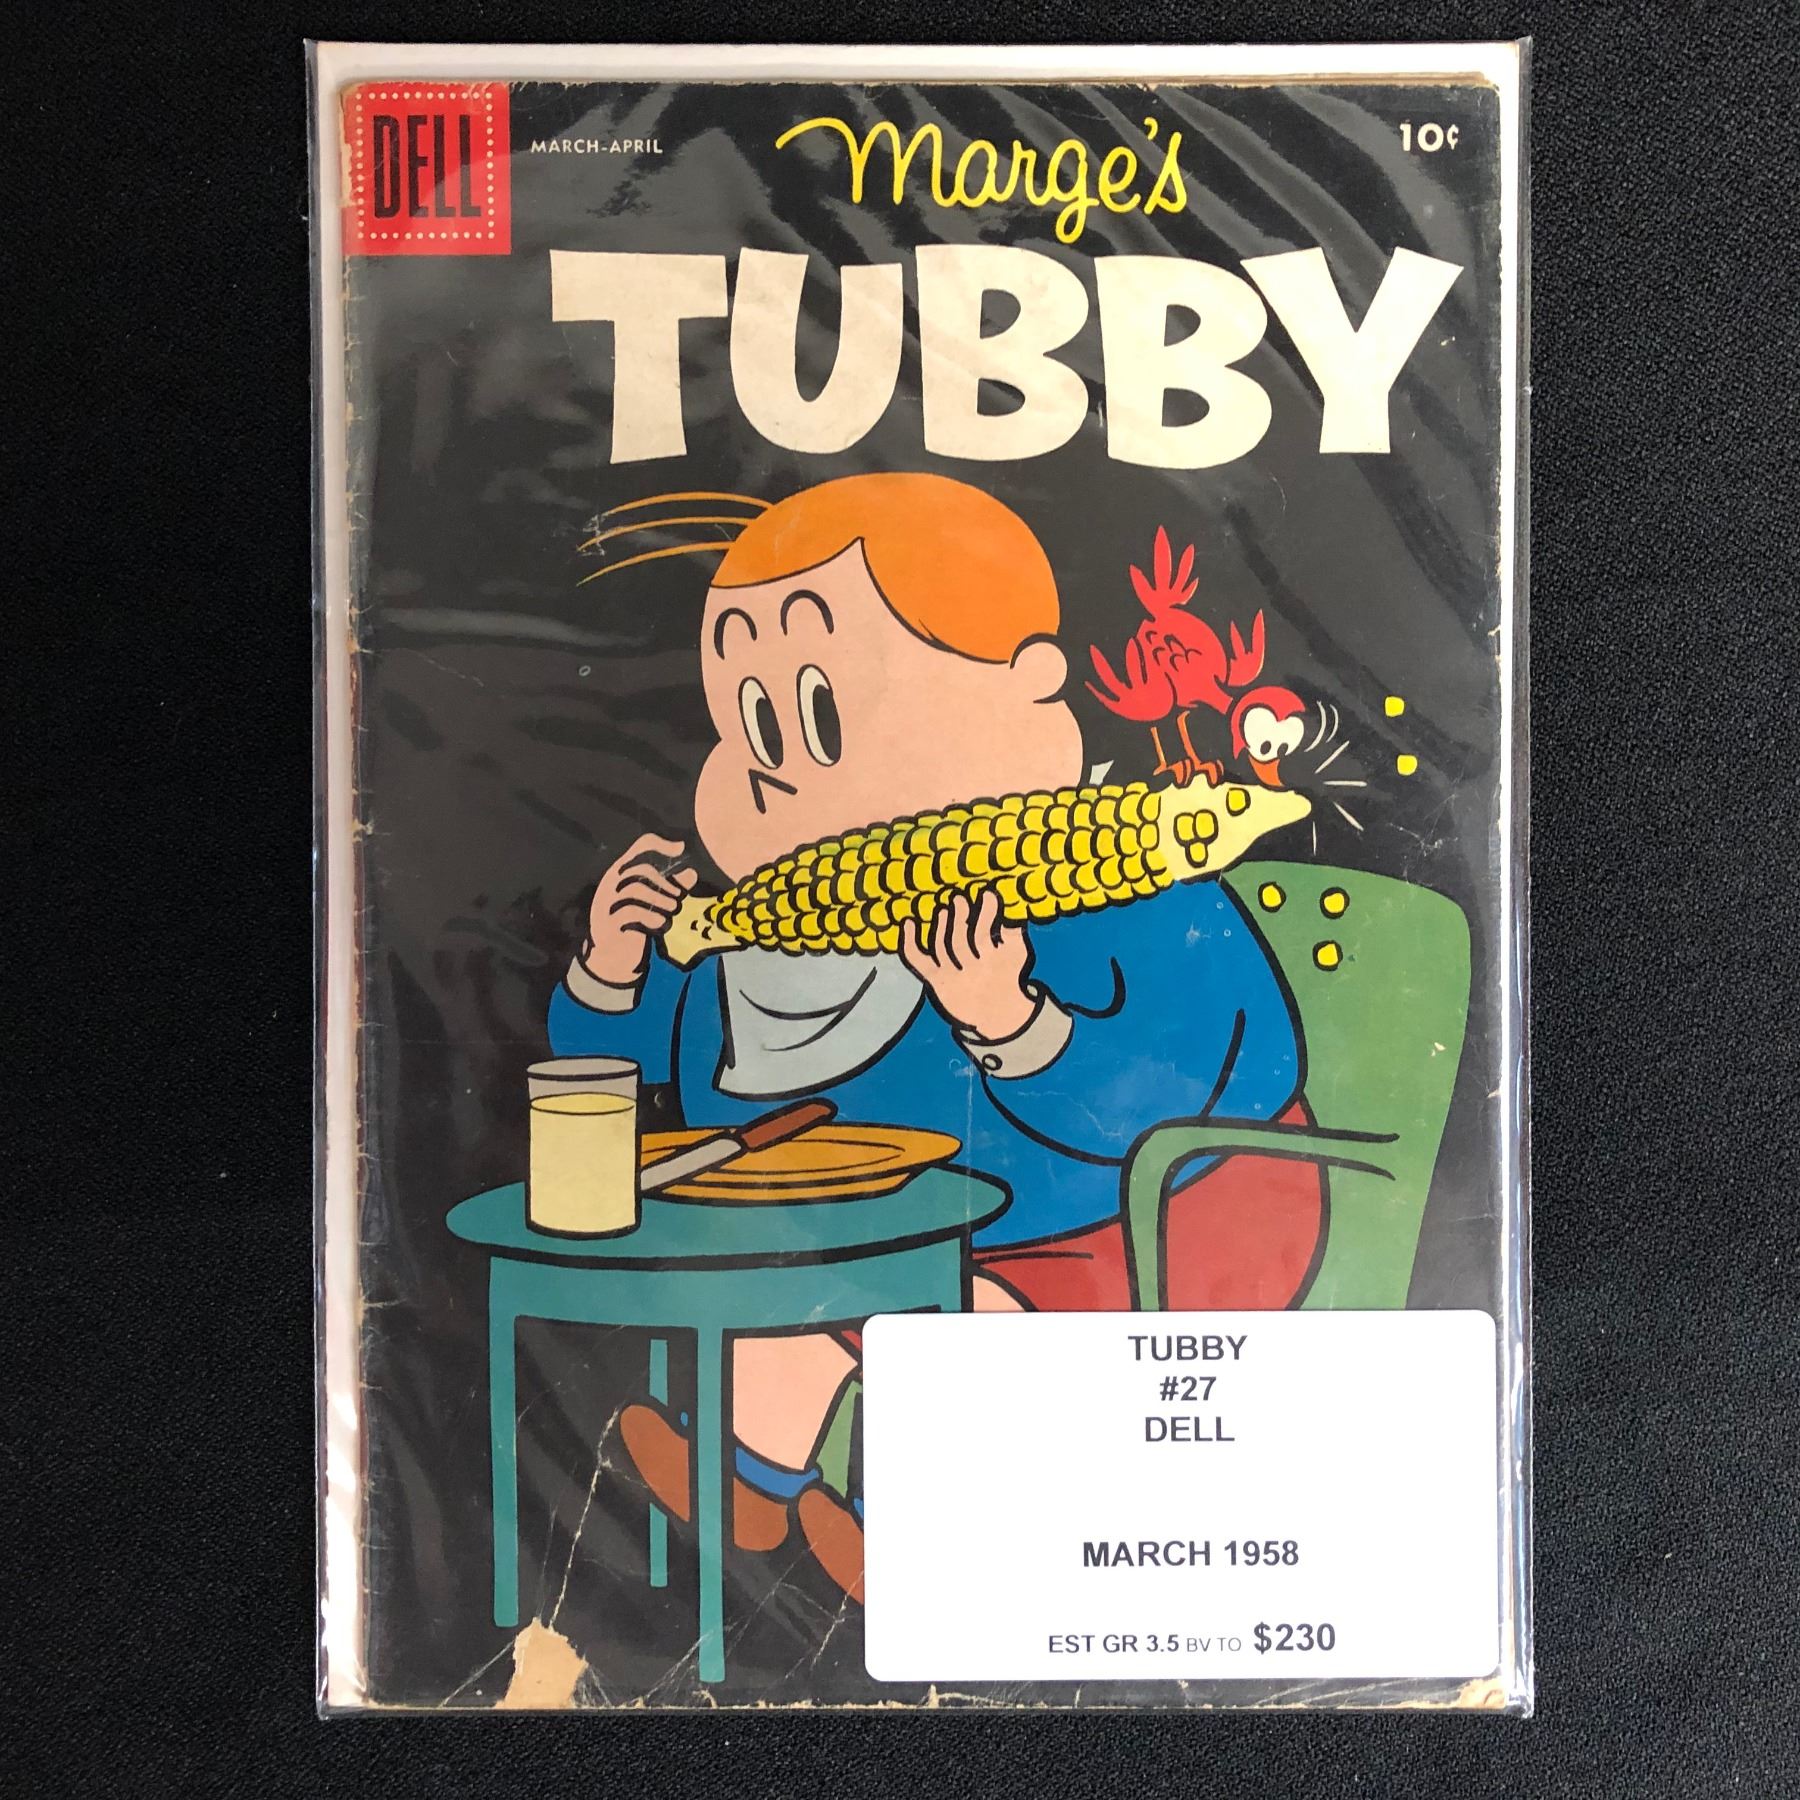 DELL
MARCH-APRIL
Marge's
10¢
TUBBY
TUBBY
#27
DELL
MARCH 1958
EST GR 3.5 BV TO $230